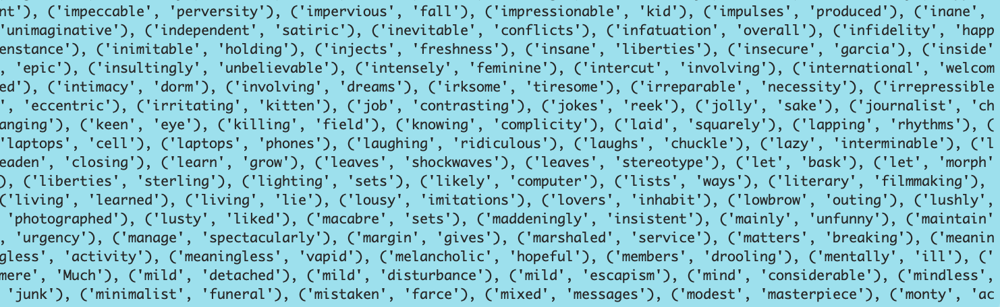 nt'), ('impeccable', 'perversity'), ('impervious', 'fall'), ('impressionable', 'kid'), ('impulses', 'produced'), ('inane',
'unimaginative'), ('independent', 'satiric'), ('inevitable', 'conflicts'), ('infatuation', 'overall'), ('infidelity', 'happ
enstance'), ('inimitable', 'holding'), ('injects', 'freshness'), ('insane', 'liberties'), ('insecure', 'garcia'), ('inside'
, 'epic'), ('insultingly', 'unbelievable'), ('intensely', 'feminine'), ('intercut', 'involving'), ('international', 'welcom
ed'), ('intimacy', 'dorm'), ('involving', 'dreams'), ('irksome', 'tiresome'), ('irreparable', 'necessity'), ('irrepressible
', 'eccentric'), ('irritating', 'kitten'), ('job', 'contrasting'), ('jokes', 'reek'), ('jolly', 'sake'), ('journalist', 'ch
anging'), ('keen', 'eye'), ('killing', 'field'), ('knowing', 'complicity'), ('laid', 'squarely'), ('lapping', 'rhythms'), (
'laptops', 'cell'), ('laptops', 'phones'), ('laughing', 'ridiculous'), ('laughs', 'chuckle'), ('lazy', 'interminable'), ('l
eaden', 'closing'), ('learn', 'grow'), ('leaves', 'shockwaves'), ('leaves', 'stereotype'), ('let', 'bask'), ('let', 'morph'
), ('liberties', 'sterling'), ('lighting', 'sets'), ('likely', 'computer'), ('lists', 'ways'), ('literary', 'filmmaking'),
('living', 'learned'), ('living', 'lie'), ('lousy', 'imitations'), ('lovers', 'inhabit'), ('lowbrow', 'outing'), ('lushly',
'photographed'), ('lusty', 'liked'), ('macabre', 'sets'), ('maddeningly', 'insistent'), ('mainly', 'unfunny'), ('maintain'
, 'urgency'), ('manage', 'spectacularly'), ('margin', 'gives'), ('marshaled', 'service'), ('matters', 'breaking'), ('meanin
gless', 'activity'), ('meaningless', 'vapid'), ('melancholic', 'hopeful'), ('members', 'drooling'), ('mentally', 'ill'), ('
mere', 'Much'), ('mild', 'detached'), ('mild', 'disturbance'), ('mild', 'escapism'), ('mind', 'considerable'), ('mindless',
'junk'), ('minimalist', 'funeral'), ('mistaken', 'farce'), ('mixed', 'messages'), ('modest', 'masterpiece'), ('monty', 'ac